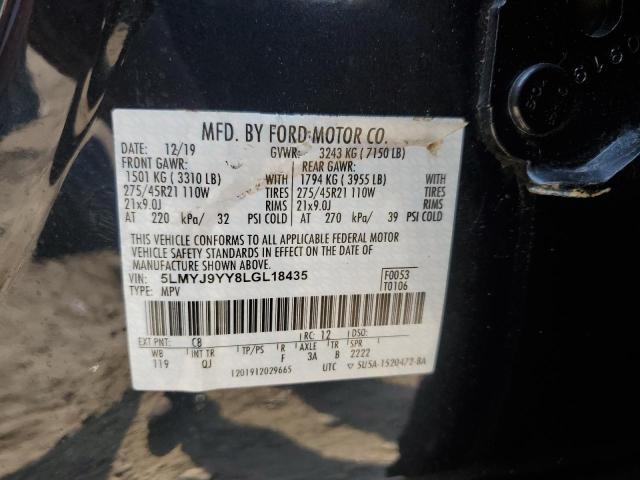 MFD. BY FORD MOTOR CO.
DATE: 12/19 GVWR: 3243 KG ( 7150 LB)
FRONT GAWR: REAR GAWR:
1501 KG ( 3310 LB) WITH 1794 KG ( 3955 LB) WITH
275/45R21 110W TIRES 275/45R21 110W TIRES
21x9.0J RIMS 21x9.0J RIMS
AT 220 kPa/ 32 PSI COLD AT 270 kPa/ 39 PSI COLD
THIS VEHICLE CONFORMS TO ALL APPLICABLE FEDERAL MOTOR
VEHICLE SAFETY AND BUMPER STANDARDS IN EFFECT ON THE DATE OF
MANUFACTURE SHOWN ABOVE.
VIN: 5LMYJ9YY8LGL18435 F0053
TYPE: MPV T0106
EXT PNT: CB RC: 12 DSO:
WB INT TR TP/PS R AXLE TR SPR
119 QJ F 3A B 2222
1201912029665 UTC ▽ 5U5A-1520472-BA